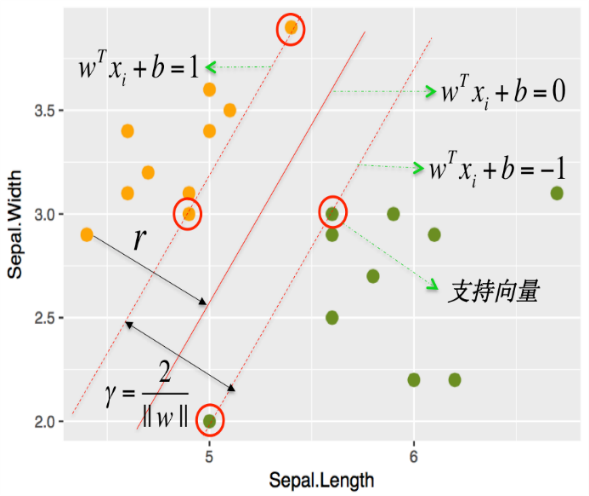 w^T x_i + b = 1
w^T x_i + b = 0
w^T x_i + b = -1
r
支持向量
γ = 2 / ||w||
3.5
3.0
2.5
2.0
Sepal.Width
5
6
Sepal.Length